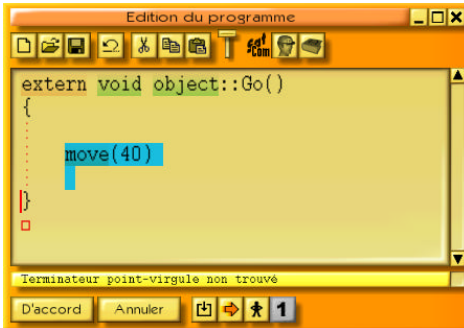 Edition du programme
extern void object::Go()
{
move(40)
}
Terminateur point-virgule non trouvé
D'accord Annuler 1